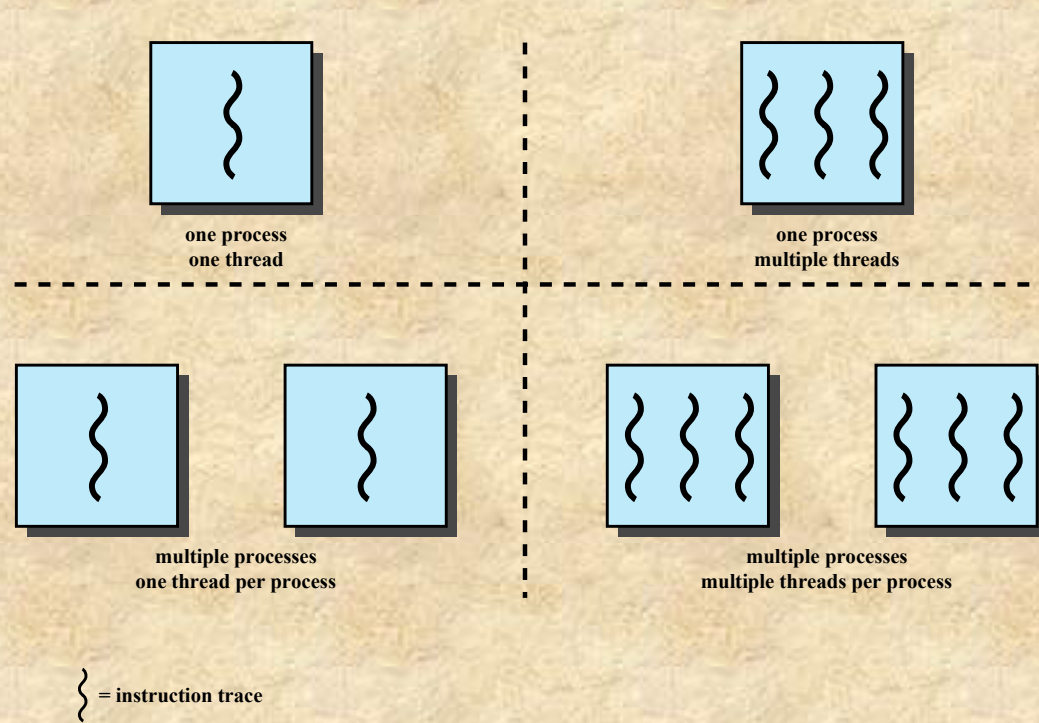 one process
one thread
one process
multiple threads
multiple processes
one thread per process
multiple processes
multiple threads per process
= instruction trace